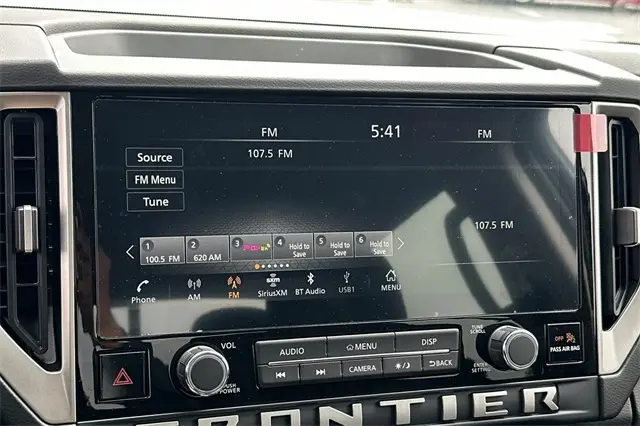 FM 5:41 FM
Source 107.5 FM
FM Menu
Tune
107.5 FM
1 2 3 4 Hold to Save 5 Hold to Save 6 Hold to Save
100.5 FM 620 AM
Phone AM FM SiriusXM BT Audio USB1 MENU
VOL AUDIO MENU DISP TUNE SCROLL
PUSH POWER CAMERA BACK ENTER SETTING
OFF
PASS AIR BAG
FRONTIER